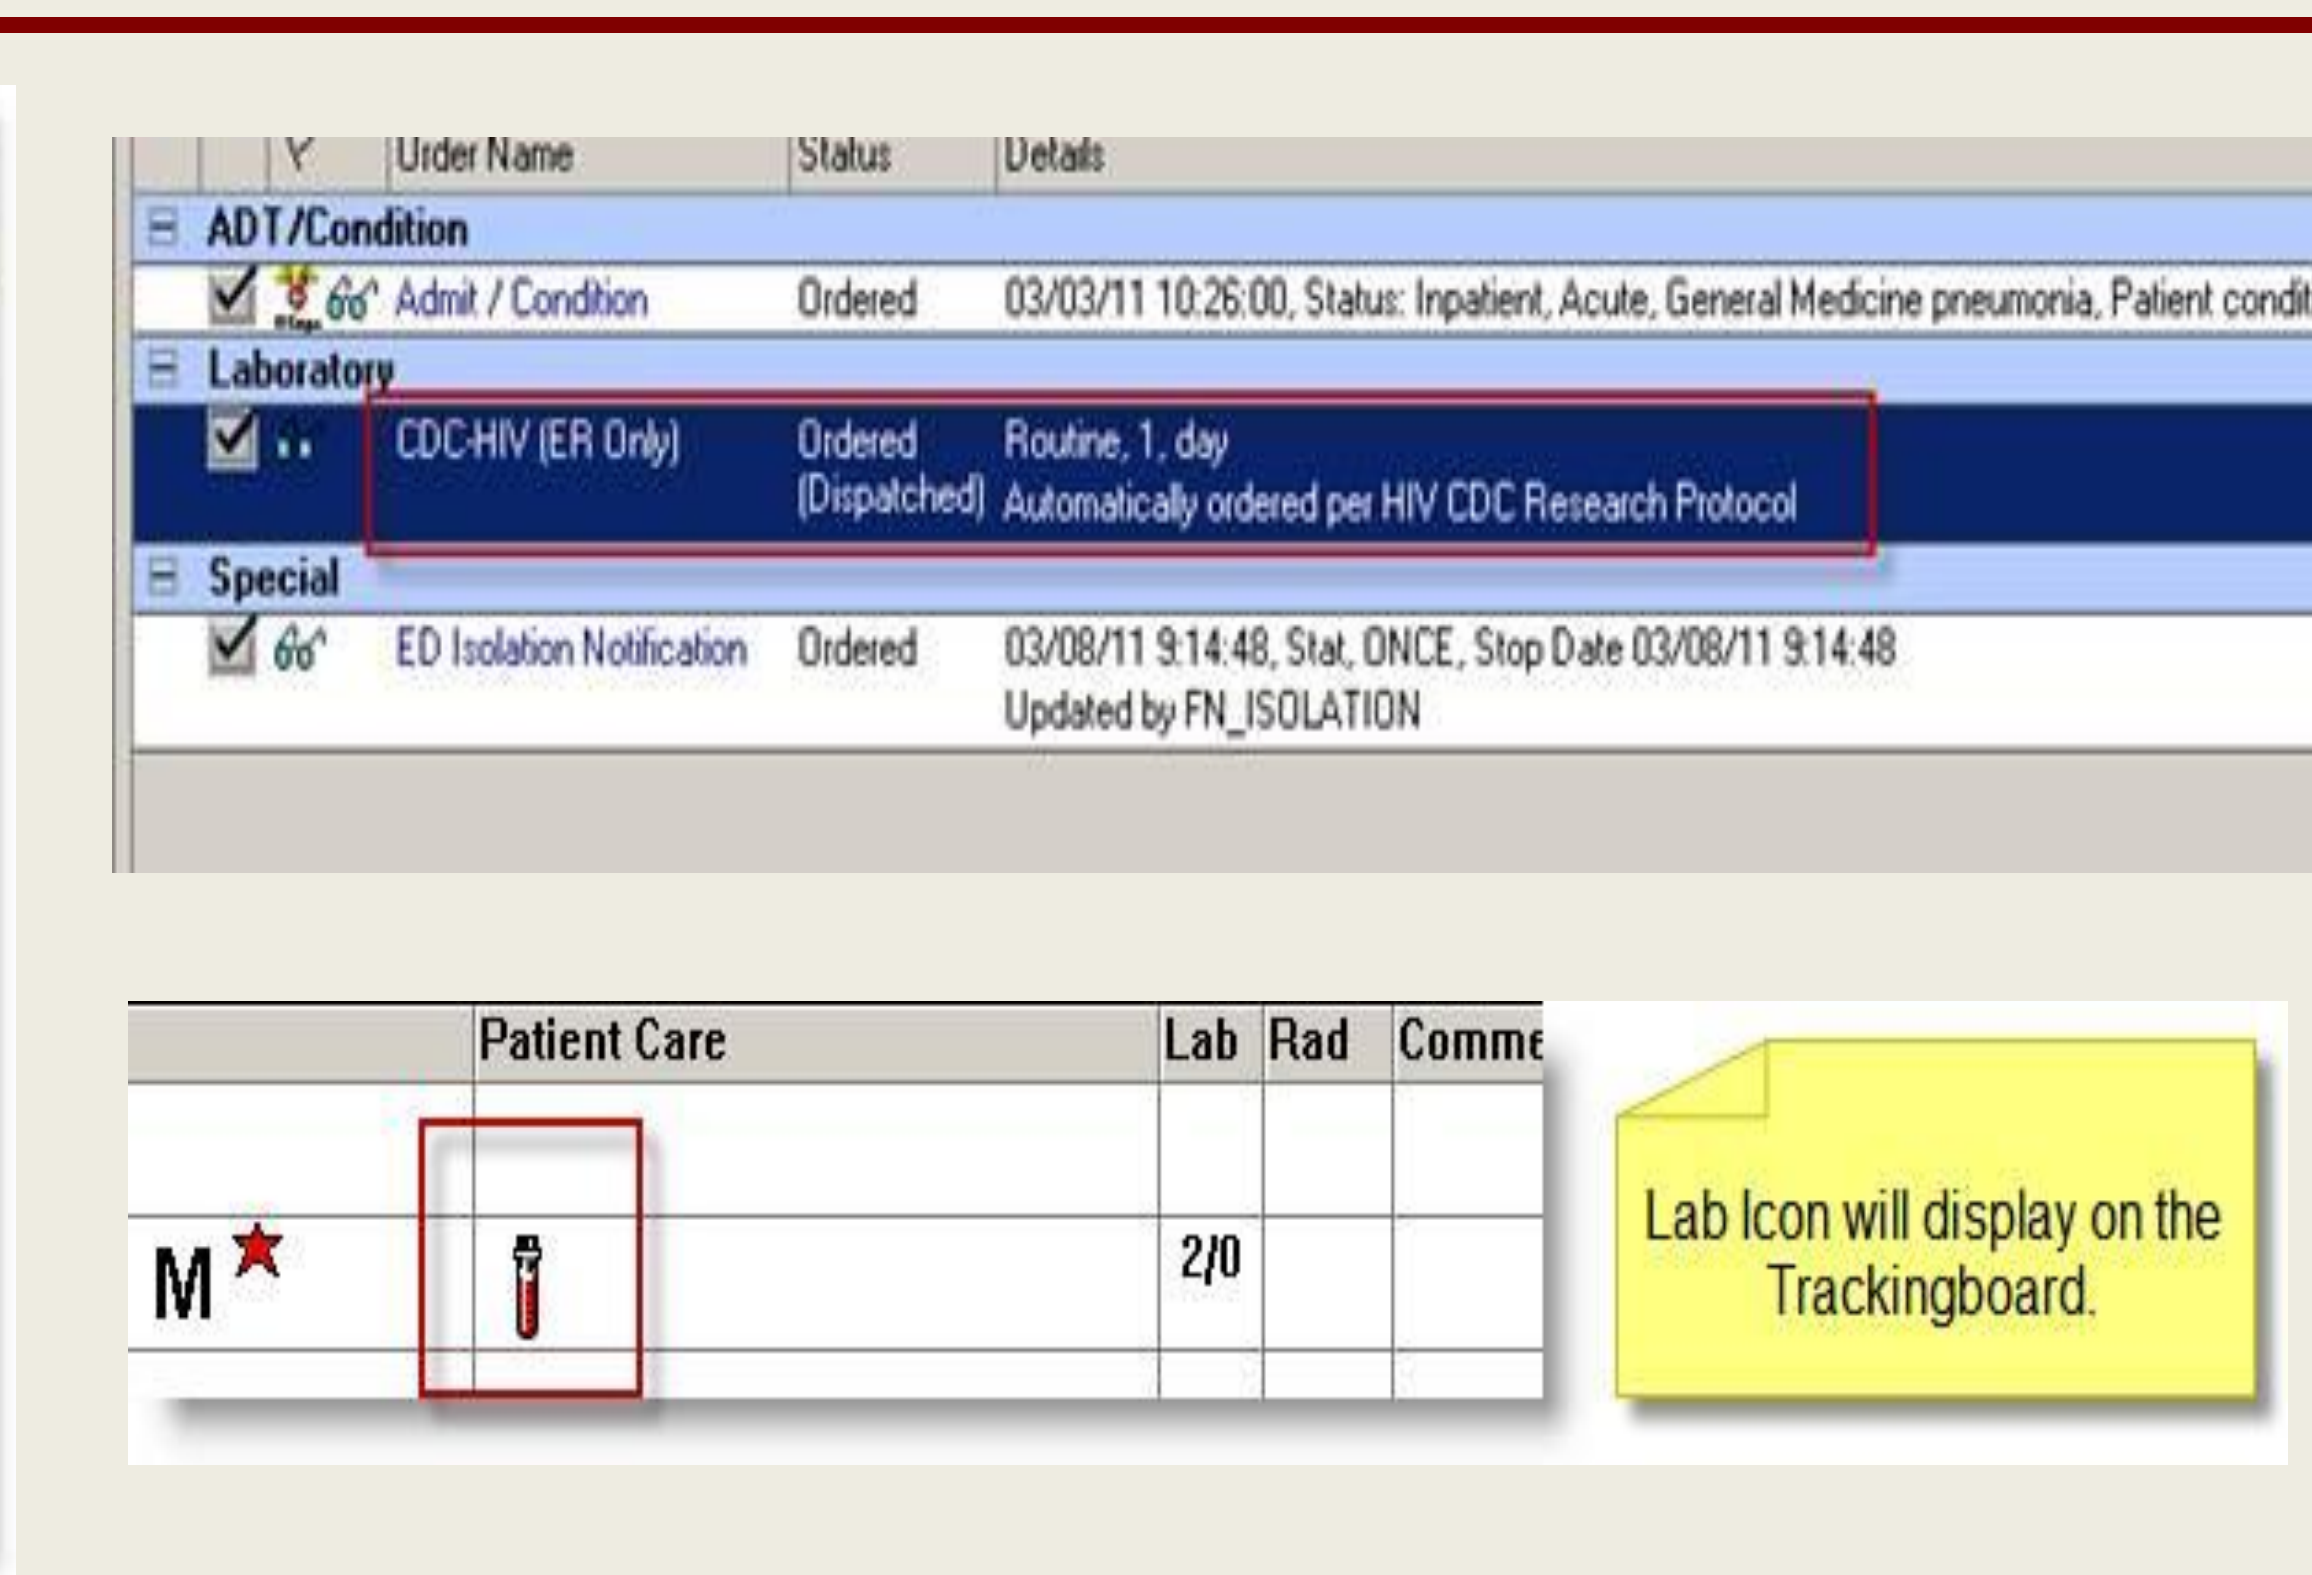 Order Name Status Details
ADT/Condition
Admit / Condition Ordered 03/03/11 10:26:00, Status: Inpatient, Acute, General Medicine pneumonia, Patient condit
Laboratory
CDC-HIV (ER Only) Ordered Routine, 1, day
(Dispatched) Automatically ordered per HIV CDC Research Protocol
Special
ED Isolation Notification Ordered 03/08/11 9:14:48, Stat, ONCE, Stop Date 03/08/11 9:14:48
Updated by FN_ISOLATION
Patient Care Lab Rad Comme
M 2/0
Lab Icon will display on the
Trackingboard.